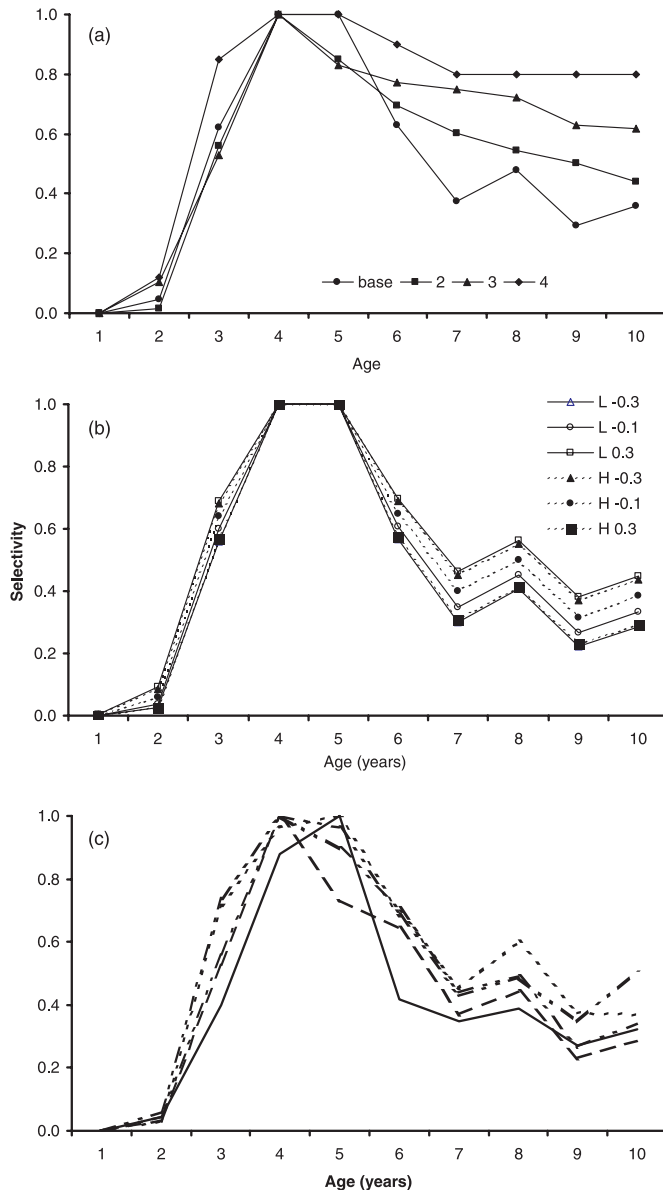 (a)
1.0
0.8
0.6
0.4
0.2
0.0
base 2 3 4
1 2 3 4 5 6 7 8 9 10
Age
(b)
1.0
0.8
0.6
0.4
0.2
0.0
Selectivity
L -0.3
L -0.1
L 0.3
H -0.3
H -0.1
H 0.3
1 2 3 4 5 6 7 8 9 10
Age (years)
(c)
1.0
0.8
0.6
0.4
0.2
0.0
1 2 3 4 5 6 7 8 9 10
Age (years)